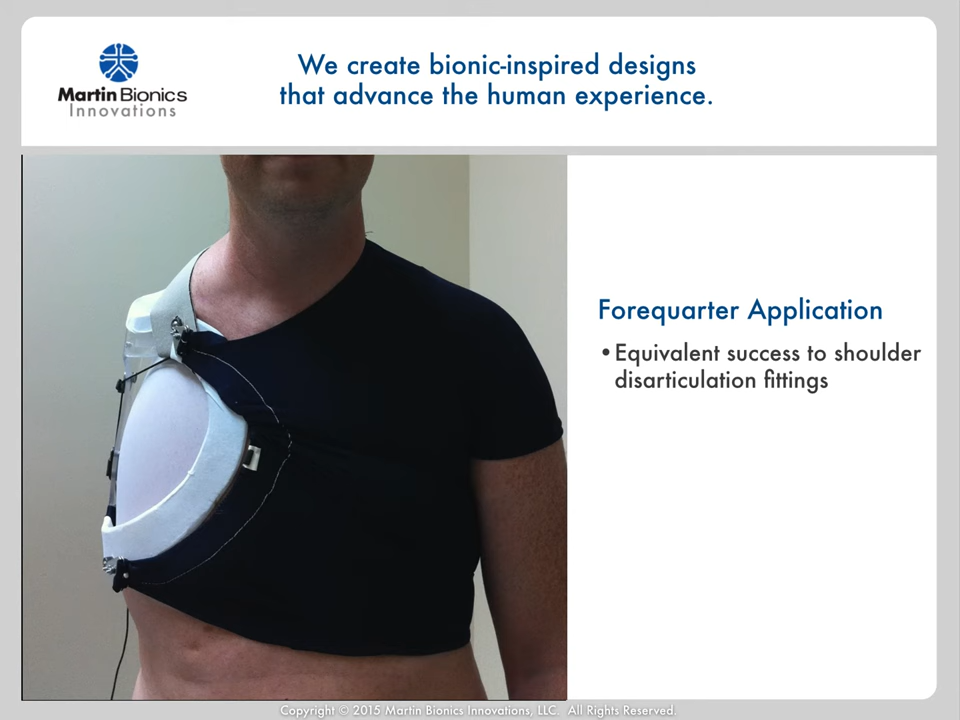 Martin Bionics
Innovations
We create bionic-inspired designs
that advance the human experience.
Forequarter Application
•Equivalent success to shoulder
disarticulation fittings
Copyright © 2015 Martin Bionics Innovations, LLC. All Rights Reserved.